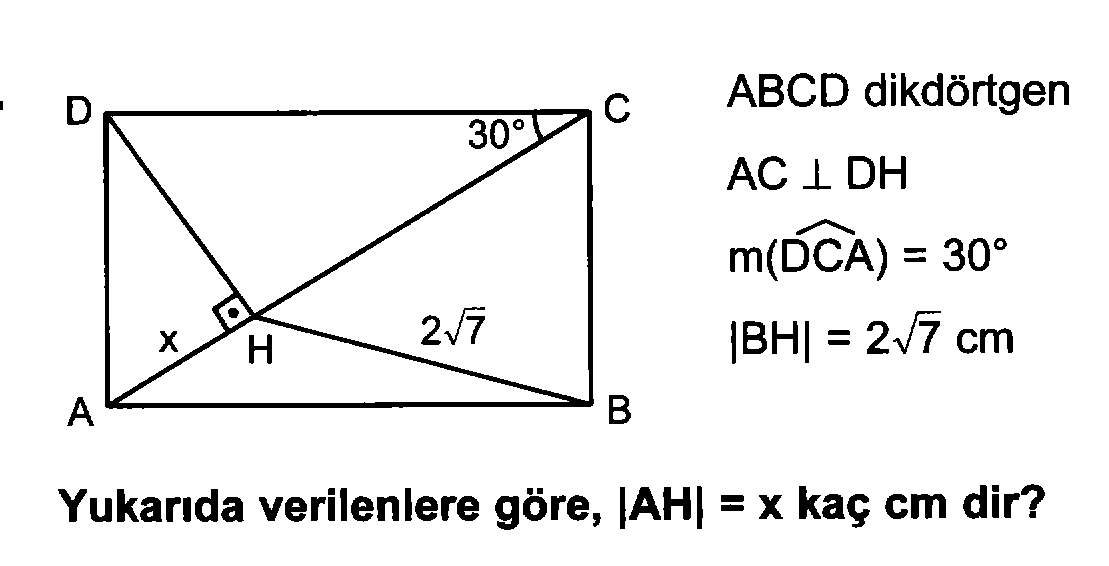 D
C
30°
x
H
2√7
A
B
ABCD dikdörtgen
AC ⊥ DH
m(DCA) = 30°
|BH| = 2√7 cm
Yukarıda verilenlere göre, |AH| = x kaç cm dir?